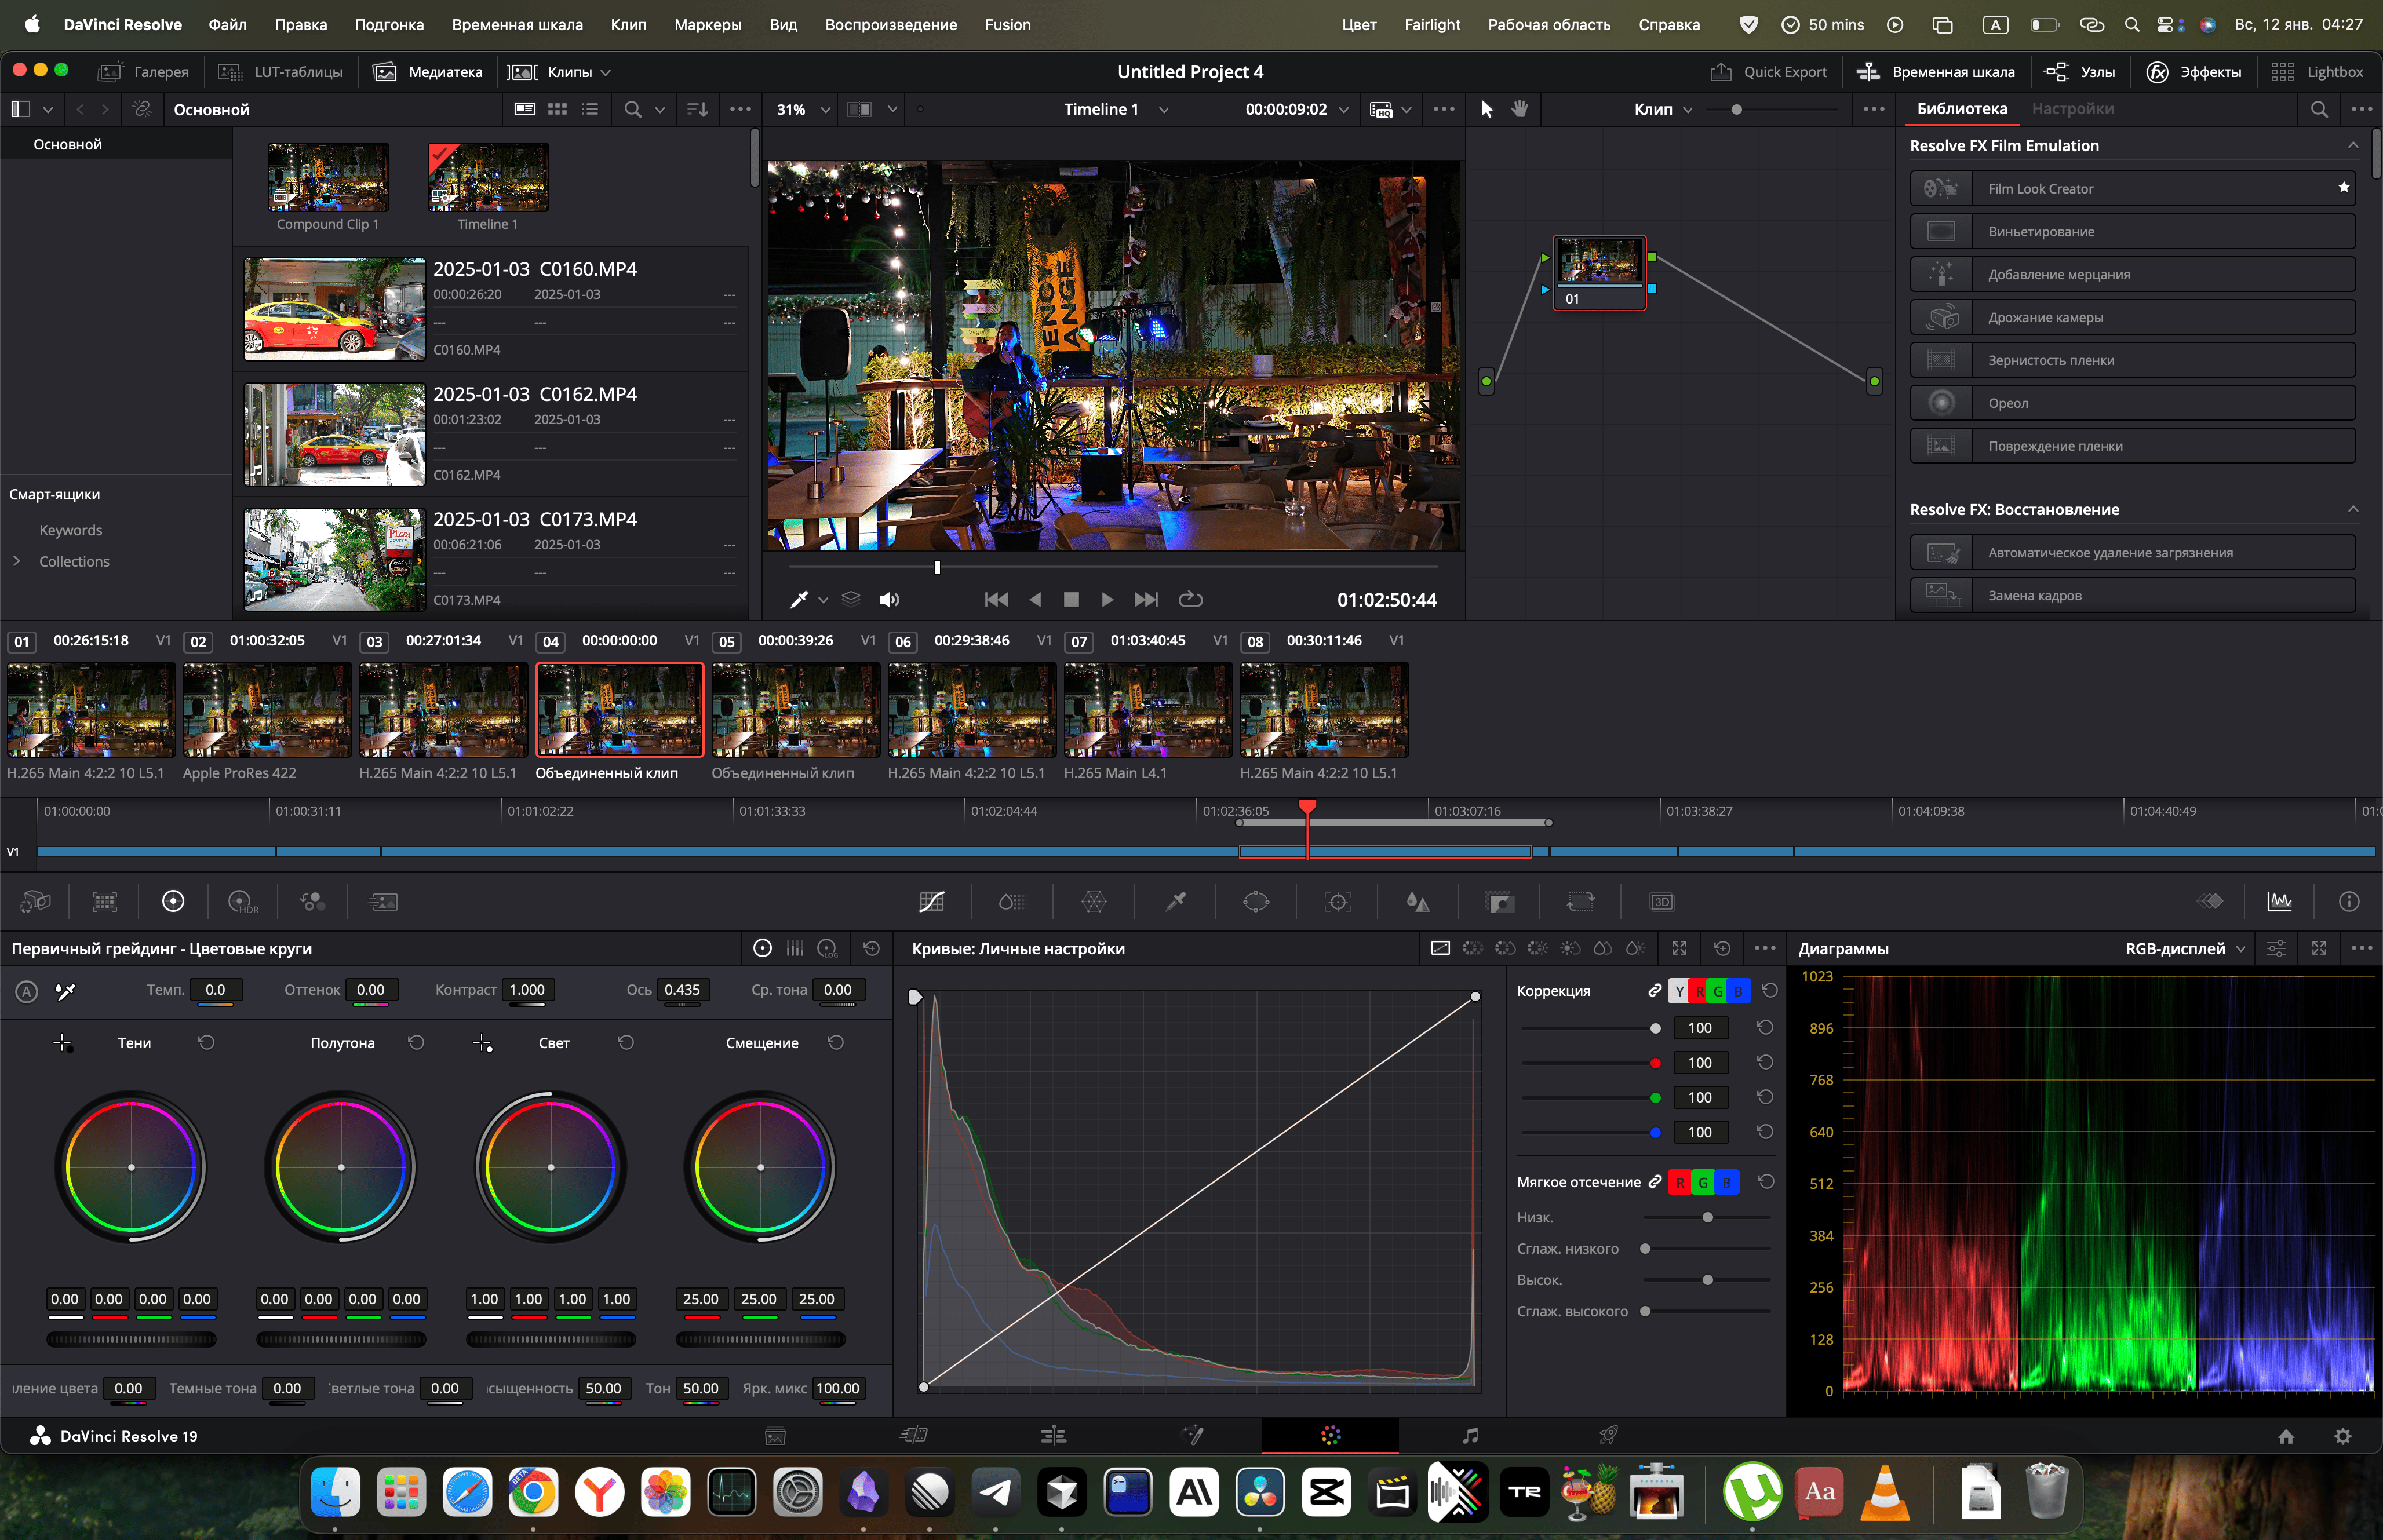 DaVinci Resolve Файл Правка Подгонка Временная шкала Клип Маркеры Вид Воспроизведение Fusion Цвет Fairlight Рабочая область Справка 50 mins A Вс, 12 янв. 04:27
Галерея LUT-таблицы Медиатека Клипы Untitled Project 4 Quick Export Временная шкала Узлы Эффекты Lightbox
Основной 31% Timeline 1 00:00:09:02 HQ Клип Библиотека Настройки
Основной
Compound Clip 1 Timeline 1
2025-01-03 C0160.MP4
00:00:26:20 2025-01-03 ---
--- --- ---
C0160.MP4
2025-01-03 C0162.MP4
00:01:23:02 2025-01-03 ---
--- --- ---
C0162.MP4
2025-01-03 C0173.MP4
00:06:21:06 2025-01-03 ---
--- --- ---
C0173.MP4
Смарт-ящики
Keywords
Collections
Pizza
ENCY
ANGE
01:02:50:44
01
Resolve FX Film Emulation
Film Look Creator
Виньетирование
Добавление мерцания
Дрожание камеры
Зернистость пленки
Ореол
Повреждение пленки
Resolve FX: Восстановление
Автоматическое удаление загрязнения
Замена кадров
01 00:26:15:18 V1 02 01:00:32:05 V1 03 00:27:01:34 V1 04 00:00:00:00 V1 05 00:00:39:26 V1 06 00:29:38:46 V1 07 01:03:40:45 V1 08 00:30:11:46 V1
H.265 Main 4:2:2 10 L5.1 Apple ProRes 422 H.265 Main 4:2:2 10 L5.1 Объединенный клип Объединенный клип H.265 Main 4:2:2 10 L5.1 H.265 Main L4.1 H.265 Main 4:2:2 10 L5.1
01:00:00:00 01:00:31:11 01:01:02:22 01:01:33:33 01:02:04:44 01:02:36:05 01:03:07:16 01:03:38:27 01:04:09:38 01:04:40:49 01:
V1
HDR 3D
Первичный грейдинг - Цветовые круги LOG
A Темп. 0.0 Оттенок 0.00 Контраст 1.000 Ось 0.435 Ср. тона 0.00
Тени Полутона Свет Смещение
0.00 0.00 0.00 0.00 0.00 0.00 0.00 0.00 1.00 1.00 1.00 1.00 25.00 25.00 25.00
ление цвета 0.00 Темные тона 0.00 Светлые тона 0.00 сыщенность 50.00 Тон 50.00 Ярк. микс 100.00
Кривые: Личные настройки
Коррекция Y R G B
100
100
100
100
Мягкое отсечение R G B
Низк.
Сглаж. низкого
Высок.
Сглаж. высокого
Диаграммы RGB-дисплей
1023
896
768
640
512
384
256
128
0
DaVinci Resolve 19
BETA
TR
Aa